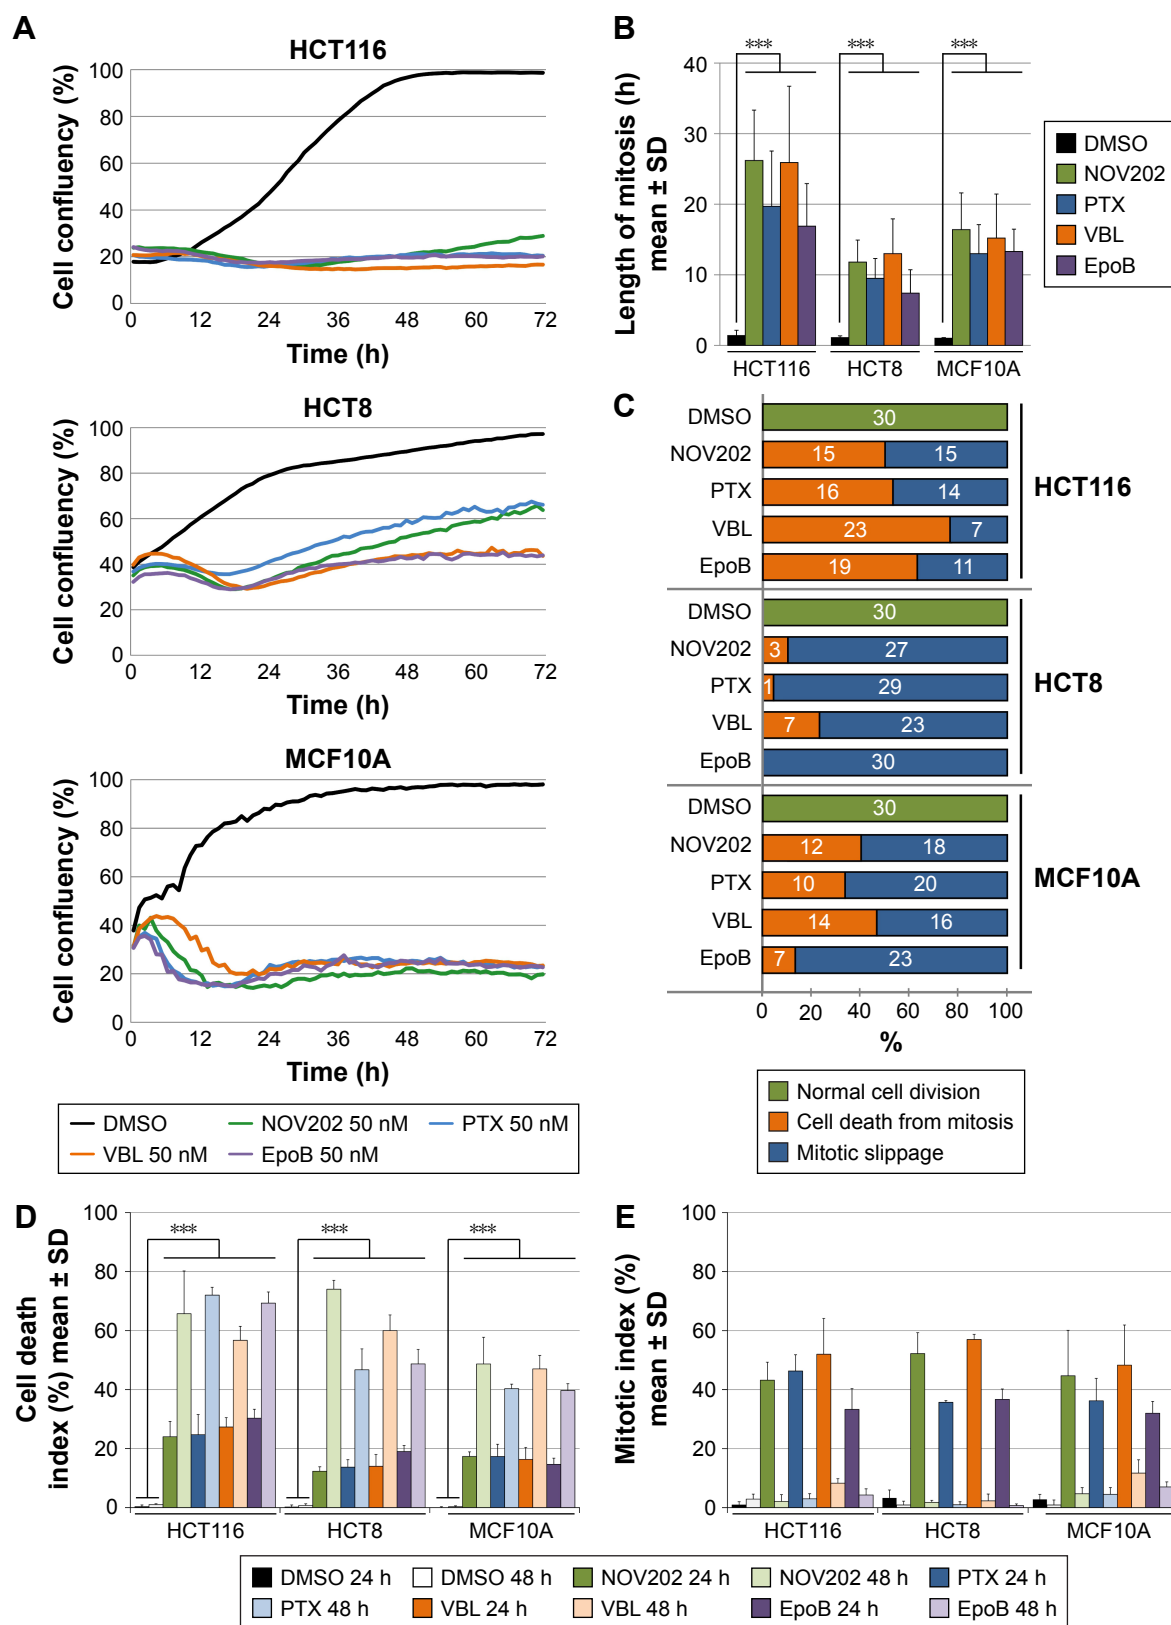 A
HCT116
Cell confluency (%)
100
80
60
40
20
0
0 12 24 36 48 60 72
Time (h)
HCT8
Cell confluency (%)
100
80
60
40
20
0
0 12 24 36 48 60 72
Time (h)
MCF10A
Cell confluency (%)
100
80
60
40
20
0
0 12 24 36 48 60 72
Time (h)
DMSO NOV202 50 nM PTX 50 nM
VBL 50 nM EpoB 50 nM
B
Length of mitosis (h)
mean ± SD
*** *** ***
40
30
20
10
0
HCT116 HCT8 MCF10A
DMSO
NOV202
PTX
VBL
EpoB
C
DMSO 30
NOV202 15 15
PTX 16 14
VBL 23 7
EpoB 19 11
HCT116
DMSO 30
NOV202 3 27
PTX 1 29
VBL 7 23
EpoB 30
HCT8
DMSO 30
NOV202 12 18
PTX 10 20
VBL 14 16
EpoB 7 23
MCF10A
0 20 40 60 80 100
%
Normal cell division
Cell death from mitosis
Mitotic slippage
D
Cell death
index (%) mean ± SD
*** *** ***
100
80
60
40
20
0
HCT116 HCT8 MCF10A
E
Mitotic index (%)
mean ± SD
100
80
60
40
20
0
HCT116 HCT8 MCF10A
DMSO 24 h DMSO 48 h NOV202 24 h NOV202 48 h PTX 24 h
PTX 48 h VBL 24 h VBL 48 h EpoB 24 h EpoB 48 h